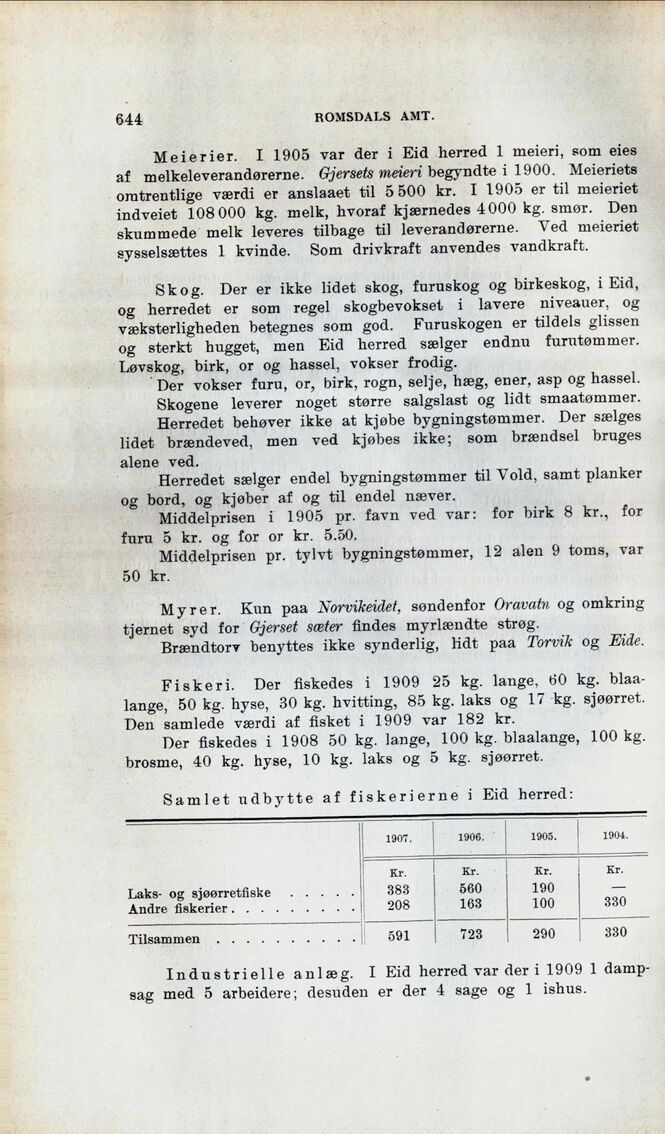 644
ROMSDALS AMT.
Meierier. I 1905 var der i Eid herred 1 meieri, som eies
af melkeleverandørerne. Gjersets meieri begyndte i 1900. Meieriets
omtrentlige værdi er anslaaet til 5 500 kr. I 1905 er til meieriet
indveiet 108 000 kg. melk, hvoraf kjærnedes 4 000 kg. smør. Den
skummede melk leveres tilbage til leverandørerne. Ved meieriet
sysselsættes 1 kvinde. Som drivkraft anvendes vandkraft.
Skog. Der er ikke lidet skog, furuskog og birkeskog, i Eid,
og herredet er som regel skogbevokset i lavere niveauer, og
væksterligheden betegnes som god. Furuskogen er tildels glissen
og sterkt hugget, men Eid herred sælger endnu furutømmer.
Løvskog, birk, or og hassel, vokser frodig.
Der vokser furu, or, birk, rogn, selje, hæg, ener, asp og hassel.
Skogene leverer noget større salgslast og lidt smaatømmer.
Herredet behøver ikke at kjøbe bygningstømmer. Der sælges
lidet brændeved, men ved kjøbes ikke; som brændsel bruges
alene ved.
Herredet sælger endel bygningstømmer til Vold, samt planker
og bord, og kjøber af og til endel næver.
Middelprisen i 1905 pr. favn ved var: for birk 8 kr., for
furu 5 kr. og for or kr. 5.50.
Middelprisen pr. tylvt bygningstømmer, 12 alen 9 toms, var
50 kr.
Myrer. Kun paa Norvikeidet, søndenfor Oravatn og omkring
tjernet syd for Gjerset sæter findes myrlændte strøg.
Brændtorv benyttes ikke synderlig, lidt paa Torvik og Eide.
Fiskeri. Der fiskedes i 1909 25 kg. lange, 60 kg. blaa-
lange, 50 kg. hyse, 30 kg. hvitting, 85 kg. laks og 17 kg. sjøørret.
Den samlede værdi af fisket i 1909 var 182 kr.
Der fiskedes i 1908 50 kg. lange, 100 kg. blaalange, 100 kg.
brosme, 40 kg. hyse, 10 kg. laks og 5 kg. sjøørret.
Samlet udbytte af fiskerierne i Eid herred:
1907. 1906. 1905. 1904.
Kr. Kr. Kr. Kr.
Laks- og sjøørretfiske . . . . . 383 560 190 —
Andre fiskerier . . . . . . . . . 208 163 100 330
Tilsammen . . . . . . . . . . 591 723 290 330
Industrielle anlæg. I Eid herred var der i 1909 1 damp-
sag med 5 arbeidere; desuden er der 4 sage og 1 ishus.